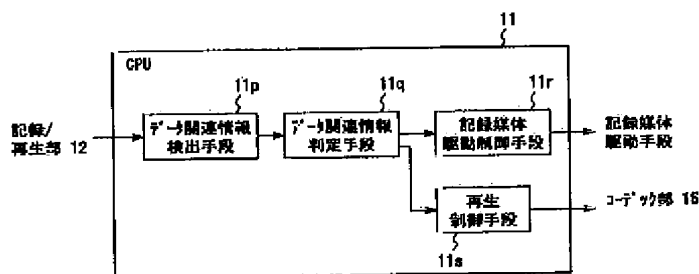 11
CPU
11p
11q
11r
記録/
再生部 12
データ関連情報
検出手段
データ関連情報
判定手段
記録媒体
駆動制御手段
記録媒体
駆動手段
再生
制御手段
コーデック部 16
11s